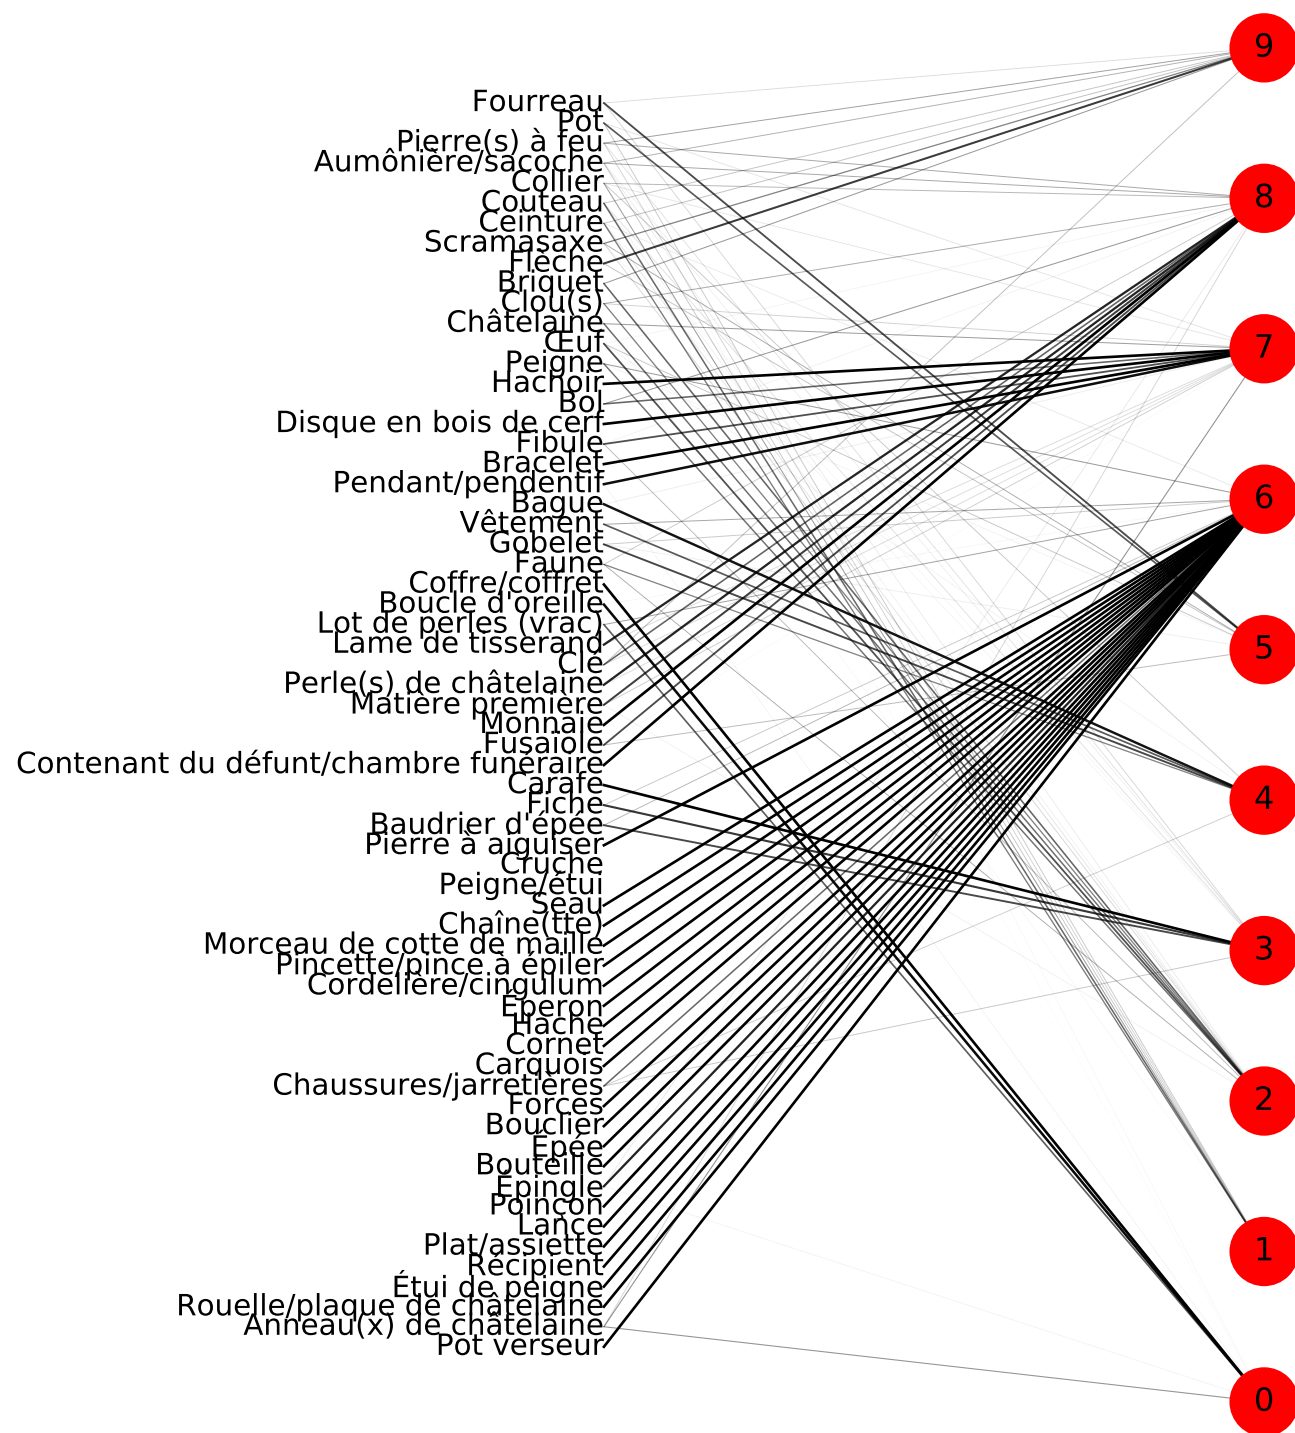 Fourreau
Pot
Pierre(s) à feu
Aumônière/sacoche
Collier
Couteau
Ceinture
Scramasaxe
Flèche
Briquet
Clou(s)
Châtelaine
Œuf
Peigne
Hachoir
Bol
Disque en bois de cerf
Fibule
Bracelet
Pendant/pendentif
Bague
Vêtement
Gobelet
Faune
Coffre/coffret
Boucle d'oreille
Lot de perles (vrac)
Lame de tisserand
Clé
Perle(s) de châtelaine
Matière première
Monnaie
Fusaïole
Contenant du défunt/chambre funéraire
Carafe
Fiche
Baudrier d'épée
Pierre à aiguiser
Cruche
Peigne/étui
Seau
Chaîne(tte)
Morceau de cotte de maille
Pincette/pince à épiler
Cordelière/cingulum
Éperon
Hache
Cornet
Carquois
Chaussures/jarretières
Forces
Bouclier
Épée
Bouteille
Épingle
Poinçon
Lance
Plat/assiette
Récipient
Étui de peigne
Rouelle/plaque de châtelaine
Anneau(x) de châtelaine
Pot verseur
9
8
7
6
5
4
3
2
1
0